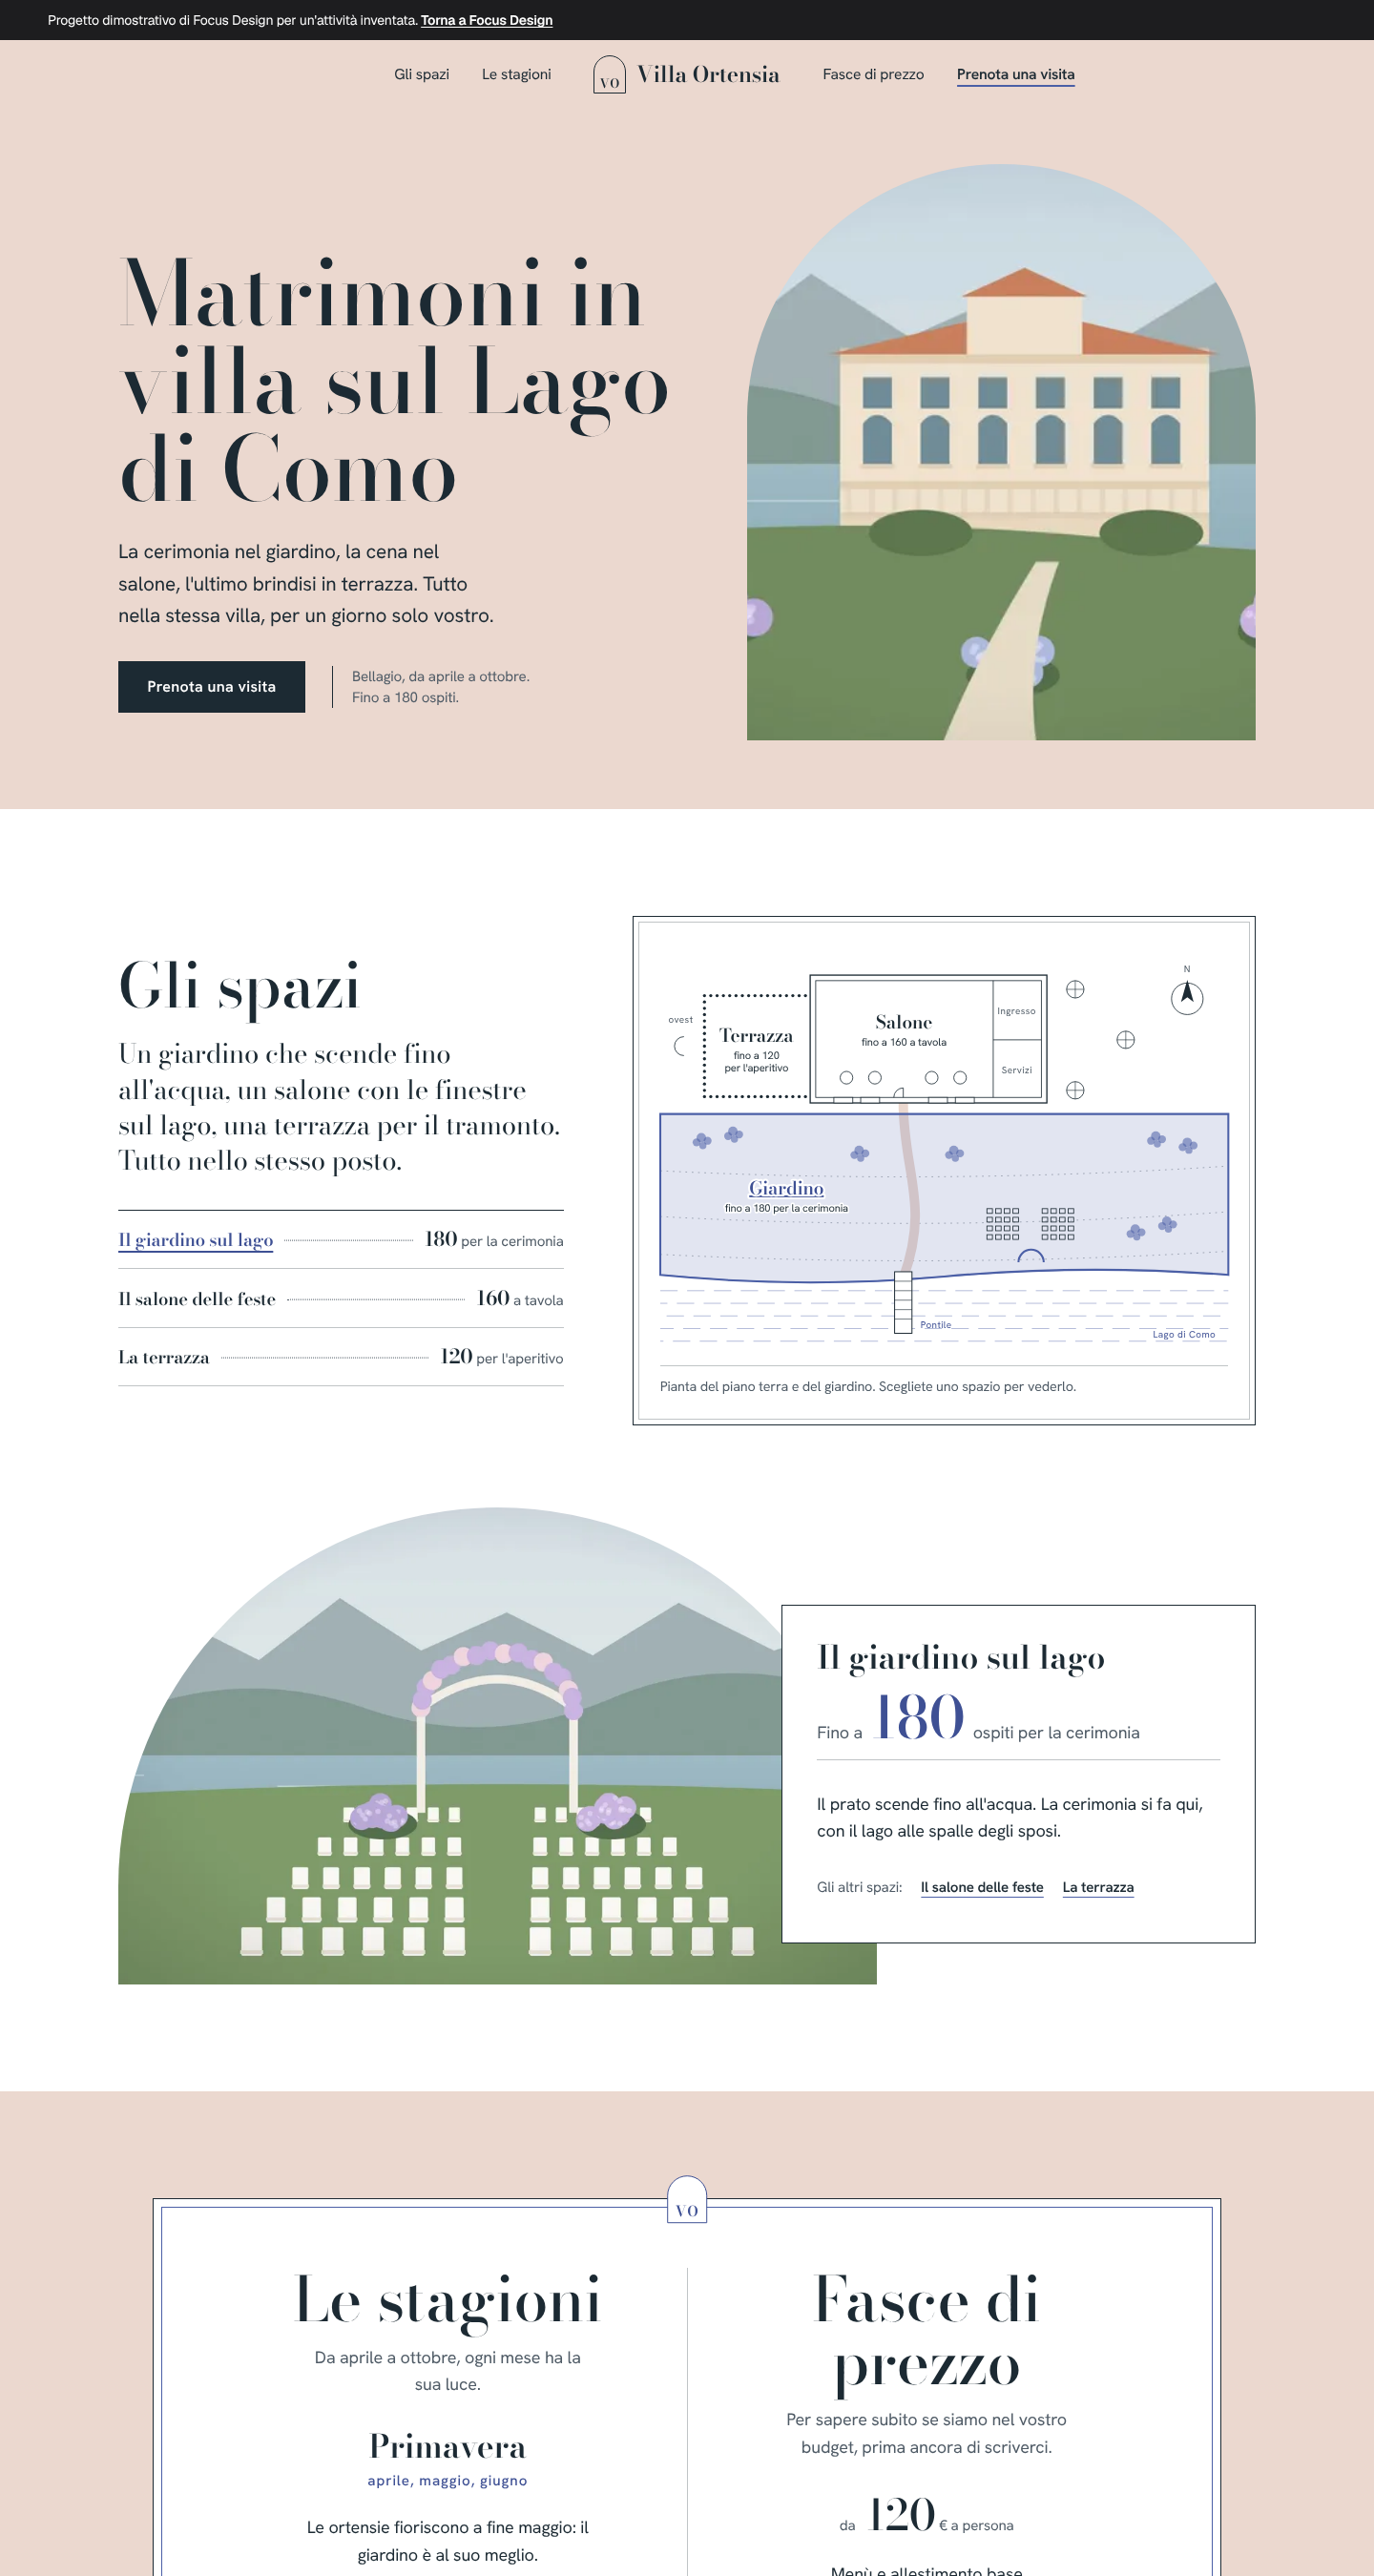 Progetto dimostrativo di Focus Design per un'attività inventata. Torna a Focus Design
Gli spazi
Le stagioni
VO
Villa Ortensia
Fasce di prezzo
Prenota una visita
Matrimoni in
villa sul Lago
di Como
La cerimonia nel giardino, la cena nel
salone, l'ultimo brindisi in terrazza. Tutto
nella stessa villa, per un giorno solo vostro.
Prenota una visita
Bellagio, da aprile a ottobre.
Fino a 180 ospiti.
Gli spazi
Un giardino che scende fino
all'acqua, un salone con le finestre
sul lago, una terrazza per il tramonto.
Tutto nello stesso posto.
Il giardino sul lago 180 per la cerimonia
Il salone delle feste 160 a tavola
La terrazza 120 per l'aperitivo
N
ovest
Terrazza
fino a 120
per l'aperitivo
Salone
fino a 160 a tavola
Ingresso
Servizi
Giardino
fino a 180 per la cerimonia
Pontile
Lago di Como
Pianta del piano terra e del giardino. Scegliete uno spazio per vederlo.
Il giardino sul lago
Fino a 180 ospiti per la cerimonia
Il prato scende fino all'acqua. La cerimonia si fa qui,
con il lago alle spalle degli sposi.
Gli altri spazi: Il salone delle feste La terrazza
VO
Le stagioni
Da aprile a ottobre, ogni mese ha la
sua luce.
Primavera
aprile, maggio, giugno
Le ortensie fioriscono a fine maggio: il
giardino è al suo meglio.
Fasce di
prezzo
Per sapere subito se siamo nel vostro
budget, prima ancora di scriverci.
da 120 € a persona
Menù e allestimento base